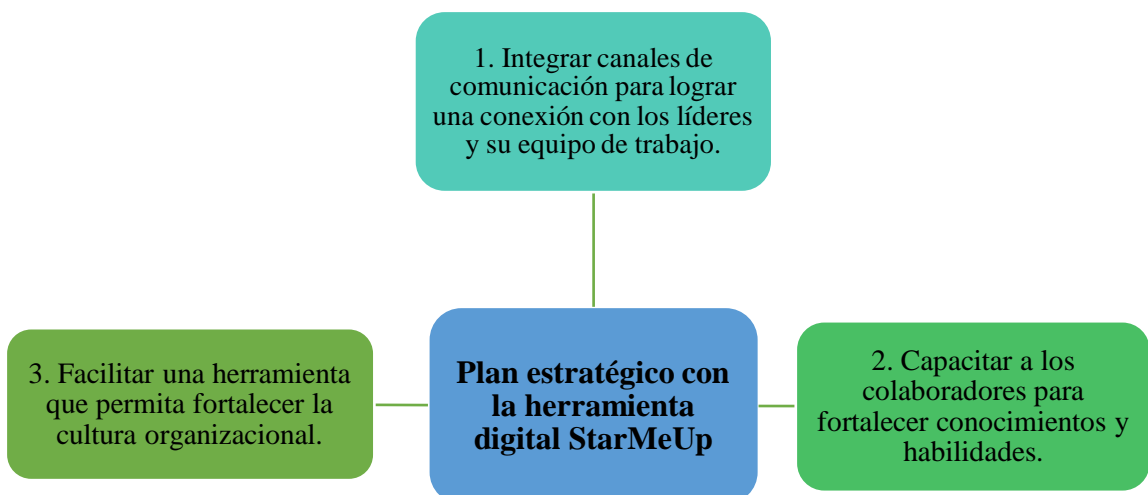 1. Integrar canales de
comunicación para lograr
una conexión con los líderes
y su equipo de trabajo.
3. Facilitar una herramienta
que permita fortalecer la
cultura organizacional.
Plan estratégico con
la herramienta
digital StarMeUp
2. Capacitar a los
colaboradores para
fortalecer conocimientos y
habilidades.